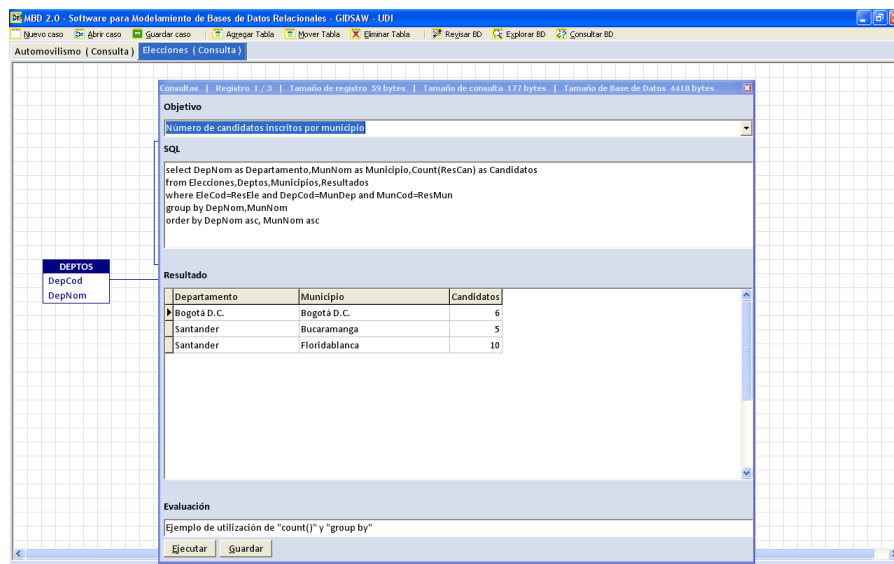 MBD 2.0 - Software para Modelamiento de Bases de Datos Relacionales - GIDSAW - UDI
Nuevo caso Abrir caso Guardar caso | Agregar Tabla Mover Tabla Eliminar Tabla | Revisar BD Explorar BD Consultar BD
Automovilismo ( Consulta ) Elecciones ( Consulta )
Consultas | Registro 1 / 3 | Tamaño de registro 59 bytes | Tamaño de consulta 177 bytes | Tamaño de Base de Datos 4418 bytes
Objetivo
Número de candidatos inscritos por municipio
SQL
select DepNom as Departamento,MunNom as Municipio,Count(ResCan) as Candidatos
from Elecciones,Deptos,Municipios,Resultados
where EleCod=ResEle and DepCod=MunDep and MunCod=ResMun
group by DepNom,MunNom
order by DepNom asc, MunNom asc
DEPTOS
DepCod
DepNom
Resultado
Departamento Municipio Candidatos
Bogotá D.C. Bogotá D.C. 6
Santander Bucaramanga 5
Santander Floridablanca 10
Evaluación
Ejemplo de utilización de "count()" y "group by"
Ejecutar Guardar